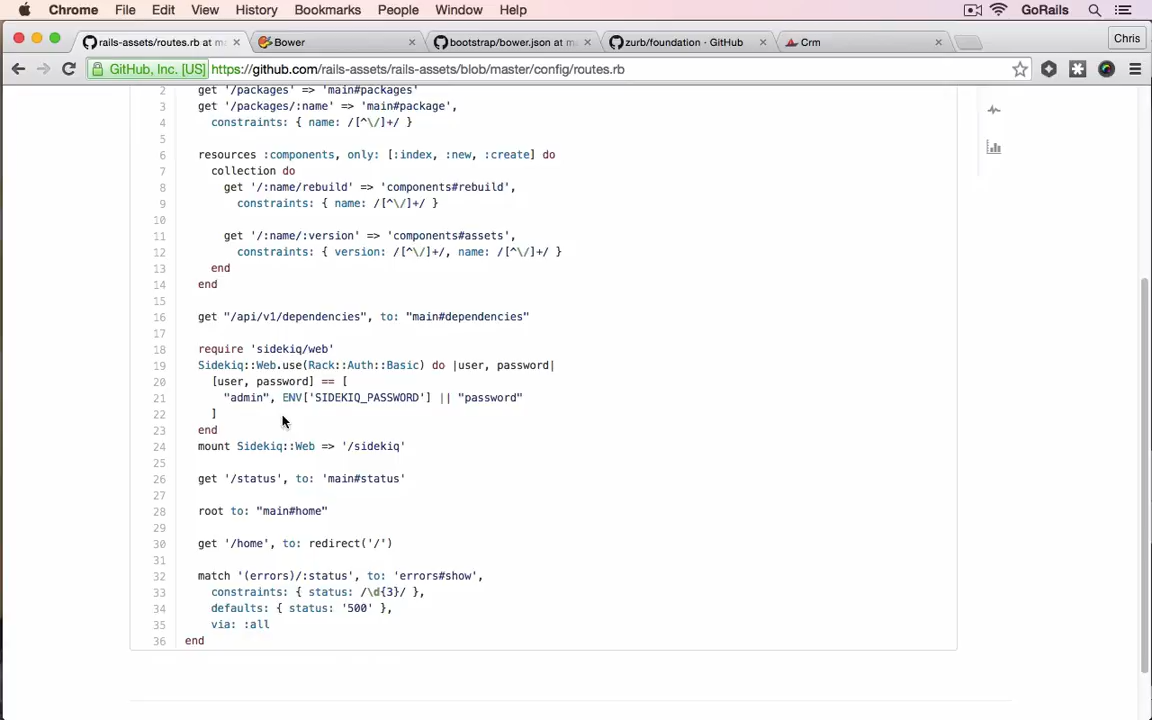 Chrome File Edit View History Bookmarks People Window Help GoRails
rails-assets/routes.rb at m
Bower
bootstrap/bower.json at m
zurb/foundation · GitHub
Crm
Chris
GitHub, Inc. [US] https://github.com/rails-assets/rails-assets/blob/master/config/routes.rb
2 get '/packages' => 'main#packages'
3 get '/packages/:name' => 'main#package',
4 constraints: { name: /[^\/]+/ }
5
6 resources :components, only: [:index, :new, :create] do
7 collection do
8 get '/:name/rebuild' => 'components#rebuild',
9 constraints: { name: /[^\/]+/ }
10
11 get '/:name/:version' => 'components#assets',
12 constraints: { version: /[^\/]+/, name: /[^\/]+/ }
13 end
14 end
15
16 get "/api/v1/dependencies", to: "main#dependencies"
17
18 require 'sidekiq/web'
19 Sidekiq::Web.use(Rack::Auth::Basic) do |user, password|
20 [user, password] == [
21 "admin", ENV['SIDEKIQ_PASSWORD'] || "password"
22 ]
23 end
24 mount Sidekiq::Web => '/sidekiq'
25
26 get '/status', to: 'main#status'
27
28 root to: "main#home"
29
30 get '/home', to: redirect('/')
31
32 match '(errors)/:status', to: 'errors#show',
33 constraints: { status: /\d{3}/ },
34 defaults: { status: '500' },
35 via: :all
36 end